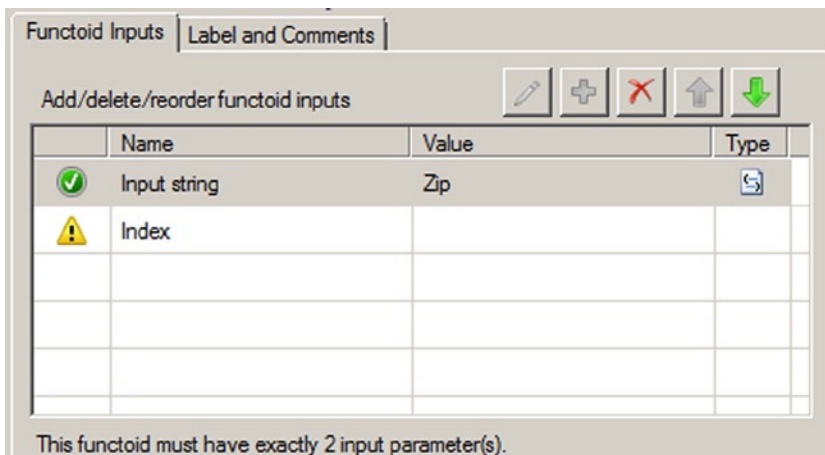 Functoid Inputs Label and Comments
Add/delete/reorder functoid inputs
Name Value Type
Input string Zip
Index
This functoid must have exactly 2 input parameter(s).